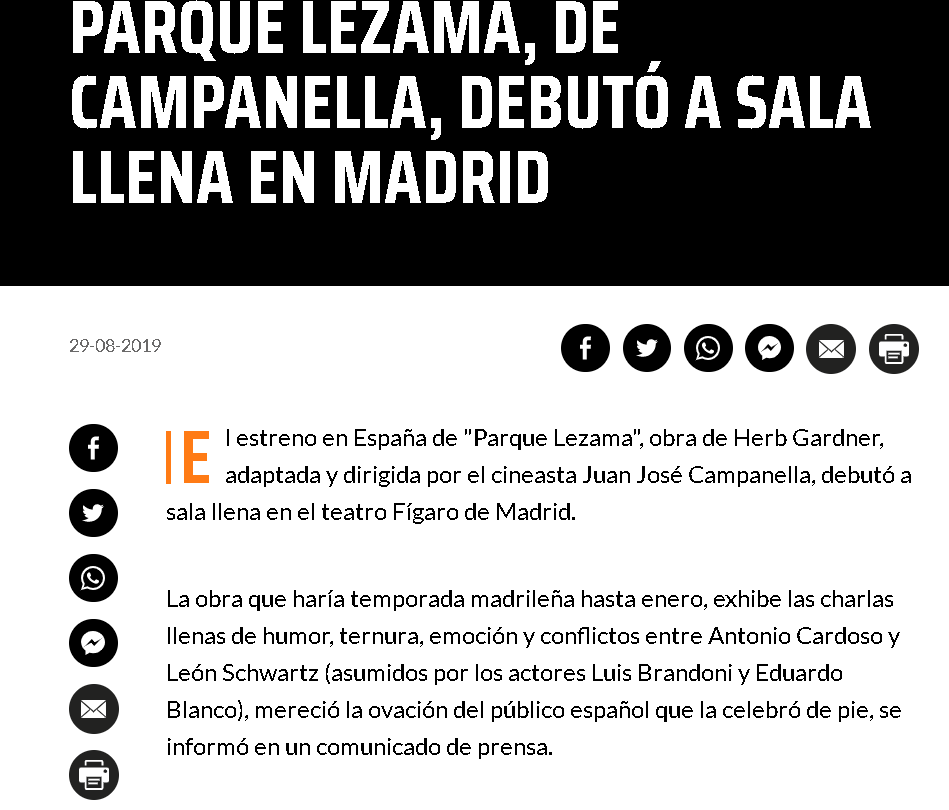 PARQUE LEZAMA, DE
CAMPANELLA, DEBUTÓ A SALA
LLENA EN MADRID
29-08-2019
El estreno en España de "Parque Lezama", obra de Herb Gardner,
adaptada y dirigida por el cineasta Juan José Campanella, debutó a
sala llena en el teatro Fígaro de Madrid.
La obra que haría temporada madrileña hasta enero, exhibe las charlas
llenas de humor, ternura, emoción y conflictos entre Antonio Cardoso y
León Schwartz (asumidos por los actores Luis Brandoni y Eduardo
Blanco), mereció la ovación del público español que la celebró de pie, se
informó en un comunicado de prensa.